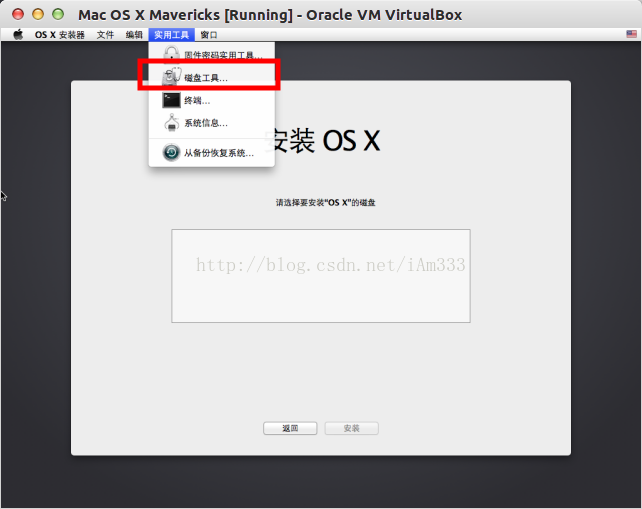 Mac OS X Mavericks [Running] - Oracle VM VirtualBox
OS X 安装器 文件 编辑 实用工具 窗口
固件密码实用工具...
磁盘工具...
终端...
系统信息...
从备份恢复系统...
安装 OS X
请选择要安装“OS X”的磁盘
http://blog.csdn.net/iAm333
返回 安装